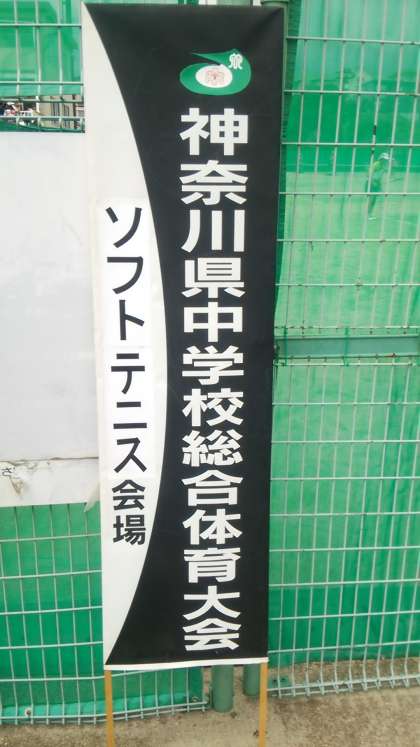 神奈川県中学校総合体育大会
ソフトテニス会場
さ